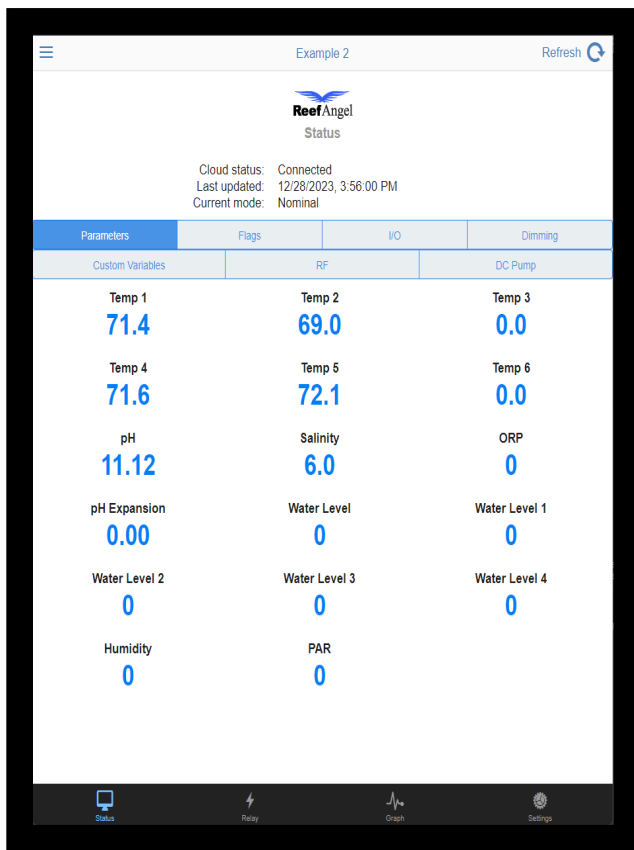 Example 2
Refresh
ReefAngel
Status
Cloud status: Connected
Last updated: 12/28/2023, 3:56:00 PM
Current mode: Nominal
Parameters Flags I/O Dimming
Custom Variables RF DC Pump
Temp 1 Temp 2 Temp 3
71.4 69.0 0.0
Temp 4 Temp 5 Temp 6
71.6 72.1 0.0
pH Salinity ORP
11.12 6.0 0
pH Expansion Water Level Water Level 1
0.00 0 0
Water Level 2 Water Level 3 Water Level 4
0 0 0
Humidity PAR
0 0
Status Relay Graph Settings